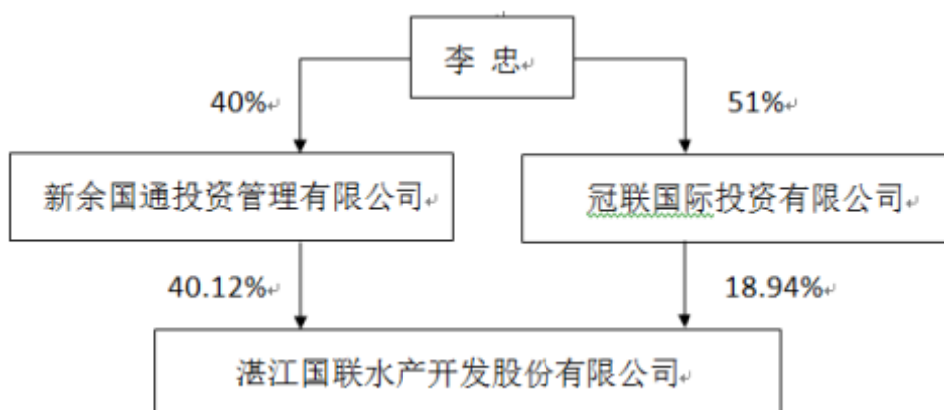 李 忠
40%
51%
新余国通投资管理有限公司
冠联国际投资有限公司
40.12%
18.94%
湛江国联水产开发股份有限公司